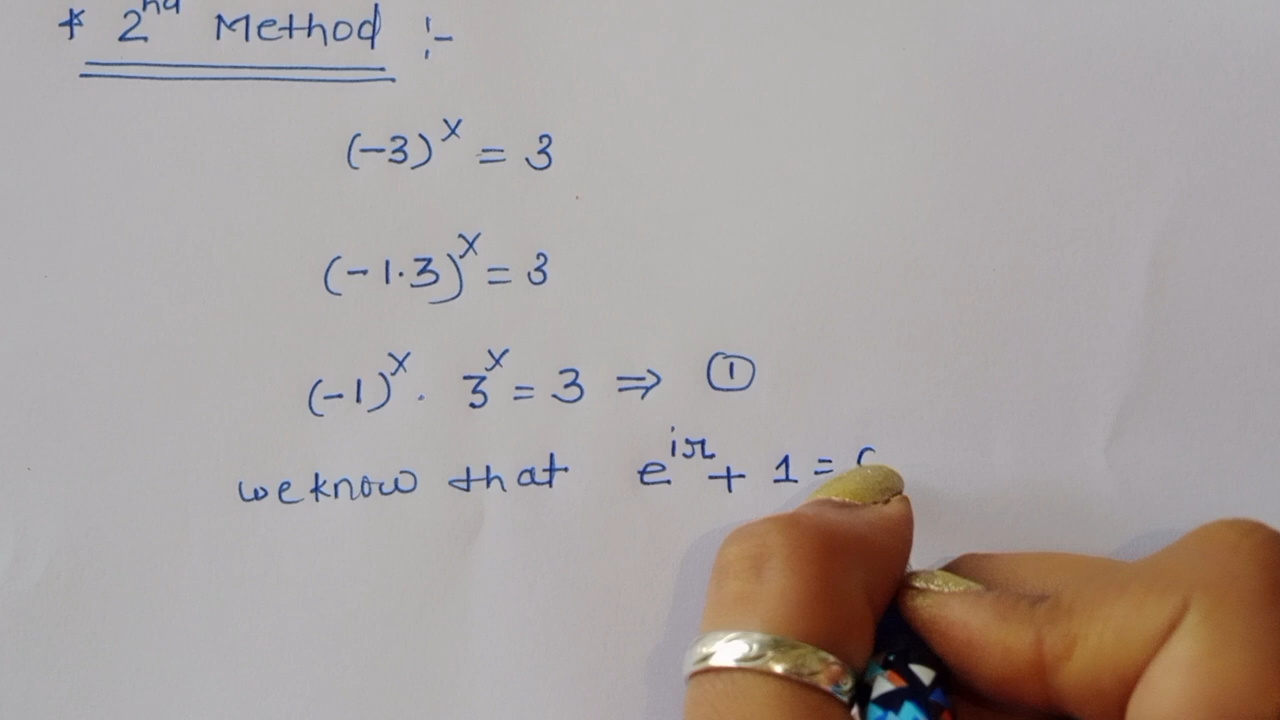 * 2nd Method :-
(-3)^x = 3
(-1.3)^x = 3
(-1)^x . 3^x = 3 ⇒ ①
we know that e^iπ + 1 =